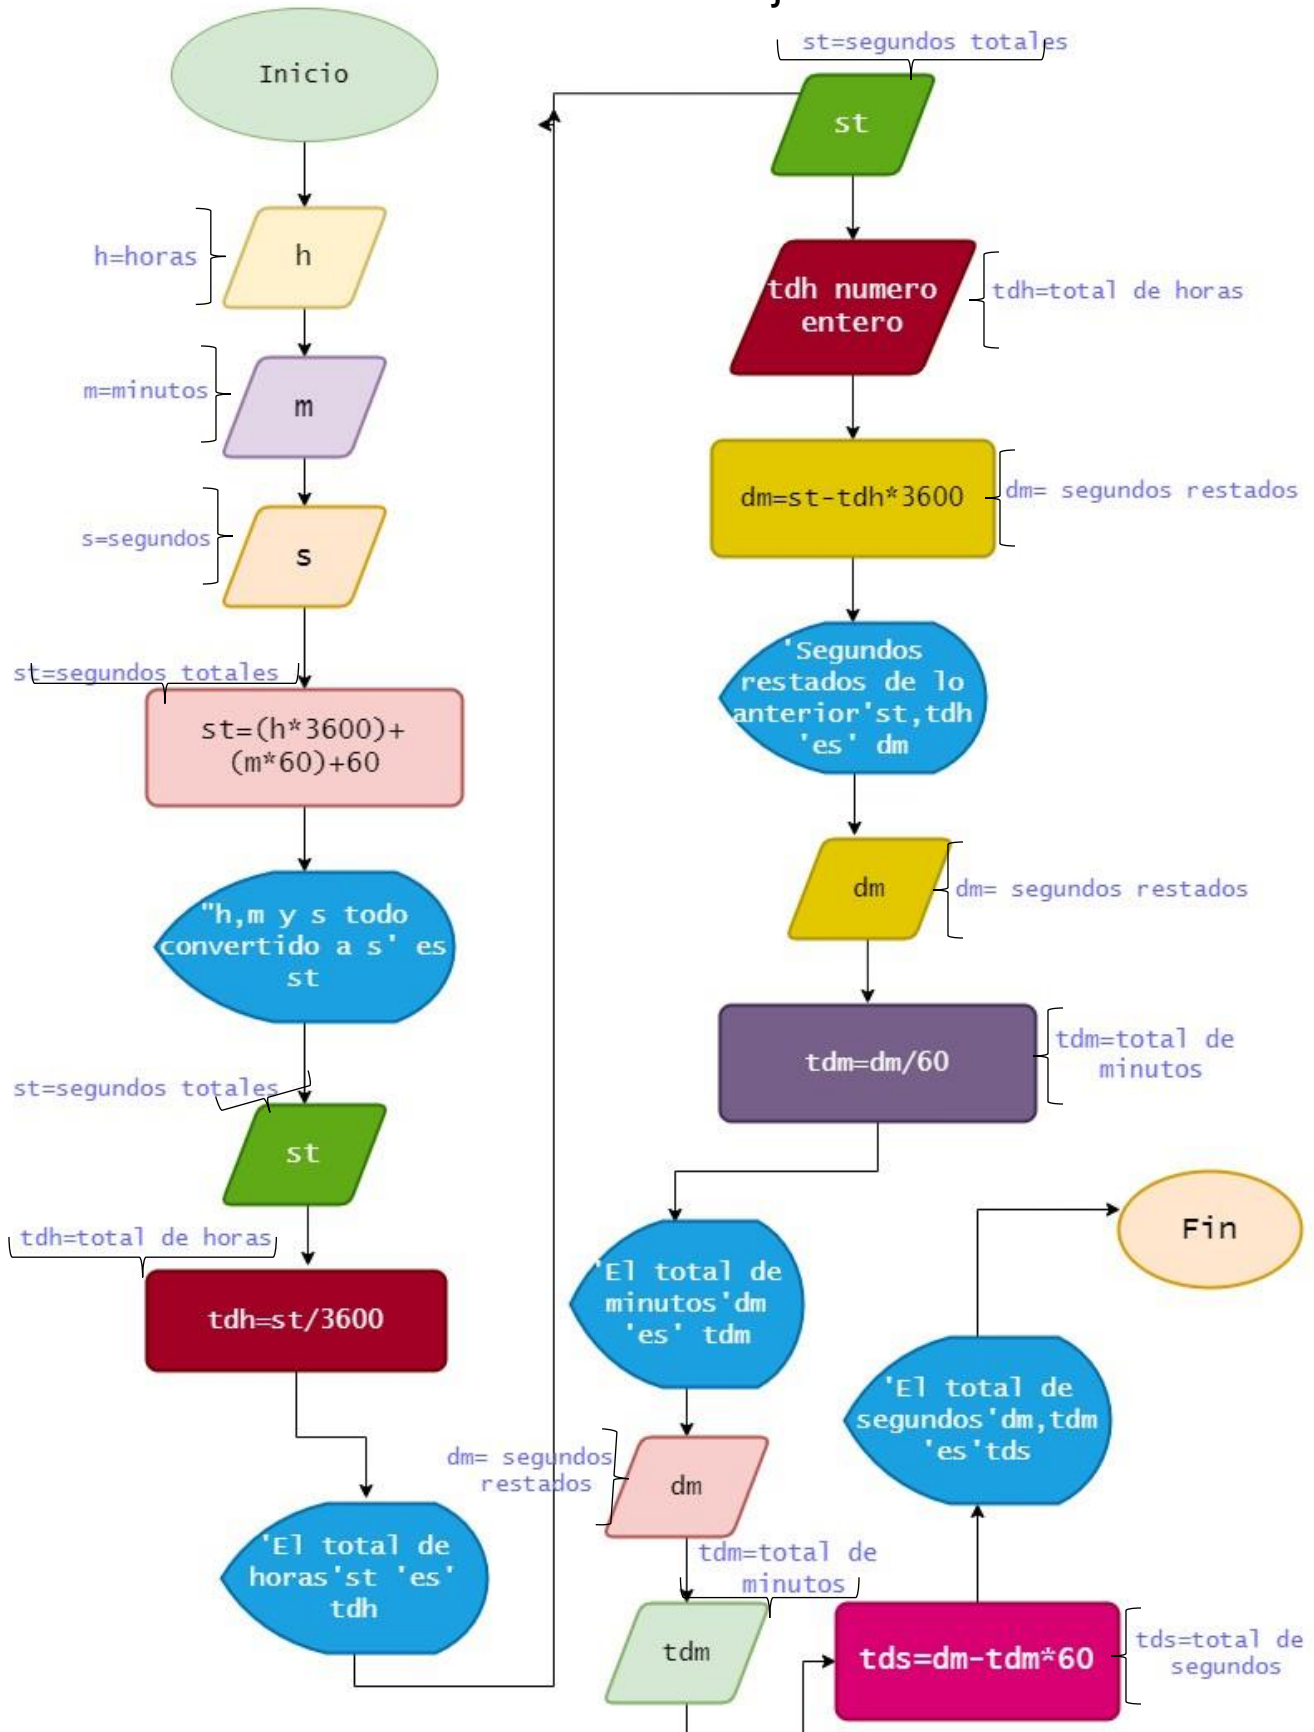 Inicio
h=horas
h
m=minutos
m
s=segundos
s
st=segundos totales
st=(h*3600)+
(m*60)+60
"h,m y s todo
convertido a s' es
st
st=segundos totales
st
tdh=total de horas
tdh=st/3600
'El total de
horas'st 'es'
tdh
st=segundos totales
st
tdh numero
entero
tdh=total de horas
dm=st-tdh*3600
dm= segundos restados
'Segundos
restados de lo
anterior'st,tdh
'es' dm
dm
dm= segundos restados
tdm=dm/60
tdm=total de
minutos
'El total de
minutos'dm
'es' tdm
dm= segundos
restados
dm
tdm=total de
minutos
tdm
tds=dm-tdm*60
tds=total de
segundos
'El total de
segundos'dm,tdm
'es'tds
Fin